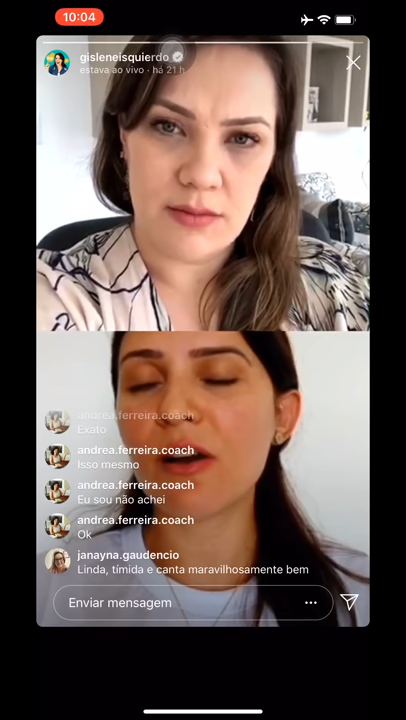 10:04
gisleneisquierdo
estava ao vivo · há 21 h
andrea.ferreira.coach
Exato
andrea.ferreira.coach
Isso mesmo
andrea.ferreira.coach
Eu sou não achei
andrea.ferreira.coach
Ok
janayna.gaudencio
Linda, tímida e canta maravilhosamente bem
Enviar mensagem